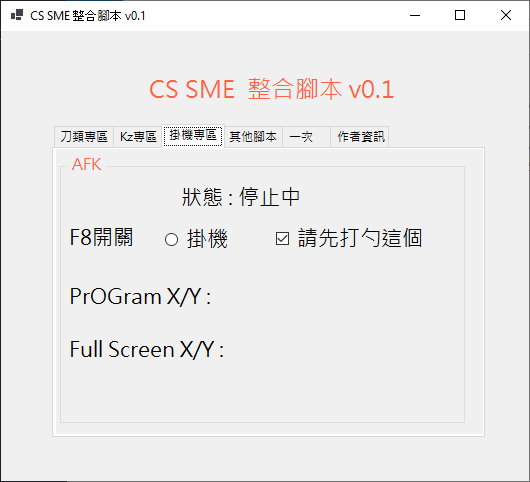 CS SME 整合腳本 v0.1
CS SME 整合腳本 v0.1
刀類專區 Kz專區 掛機專區 其他腳本 一次 作者資訊
AFK
狀態 : 停止中
F8開關 掛機 請先打勺這個
PrOGram X/Y :
Full Screen X/Y :